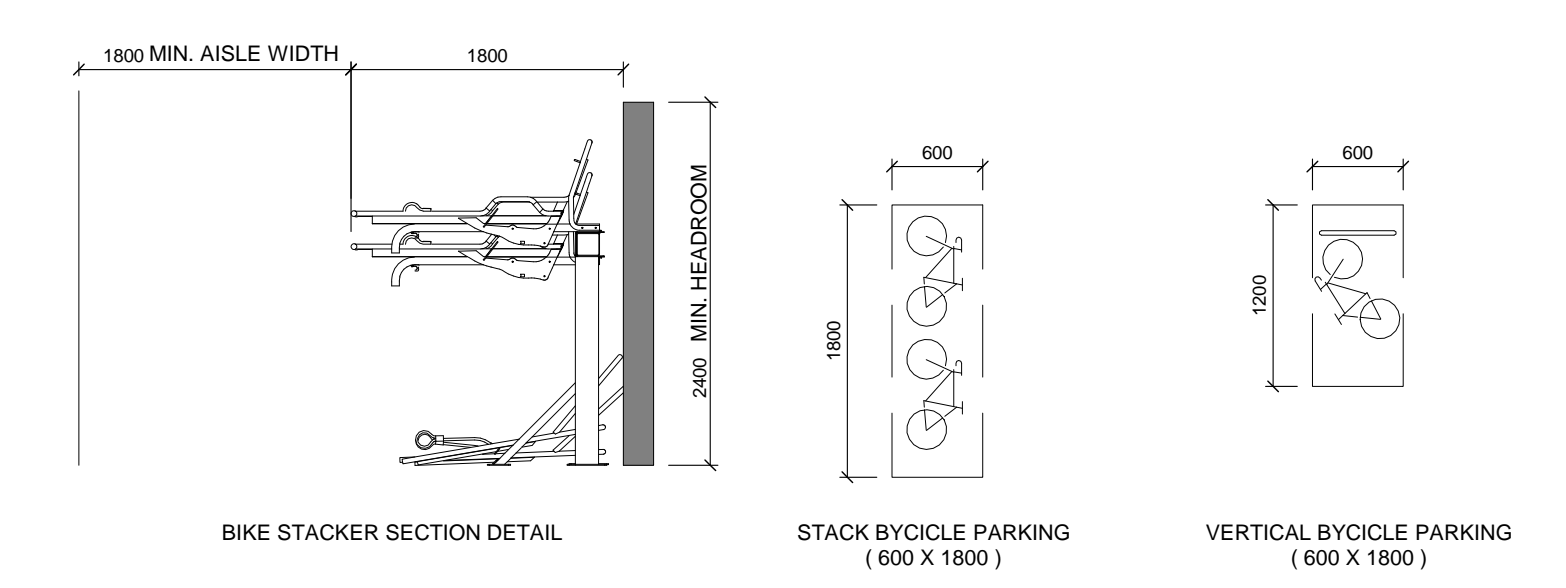 1800 MIN. AISLE WIDTH
1800
2400 MIN. HEADROOM
BIKE STACKER SECTION DETAIL
600
1800
STACK BYCICLE PARKING
( 600 X 1800 )
600
1200
VERTICAL BYCICLE PARKING
( 600 X 1800 )